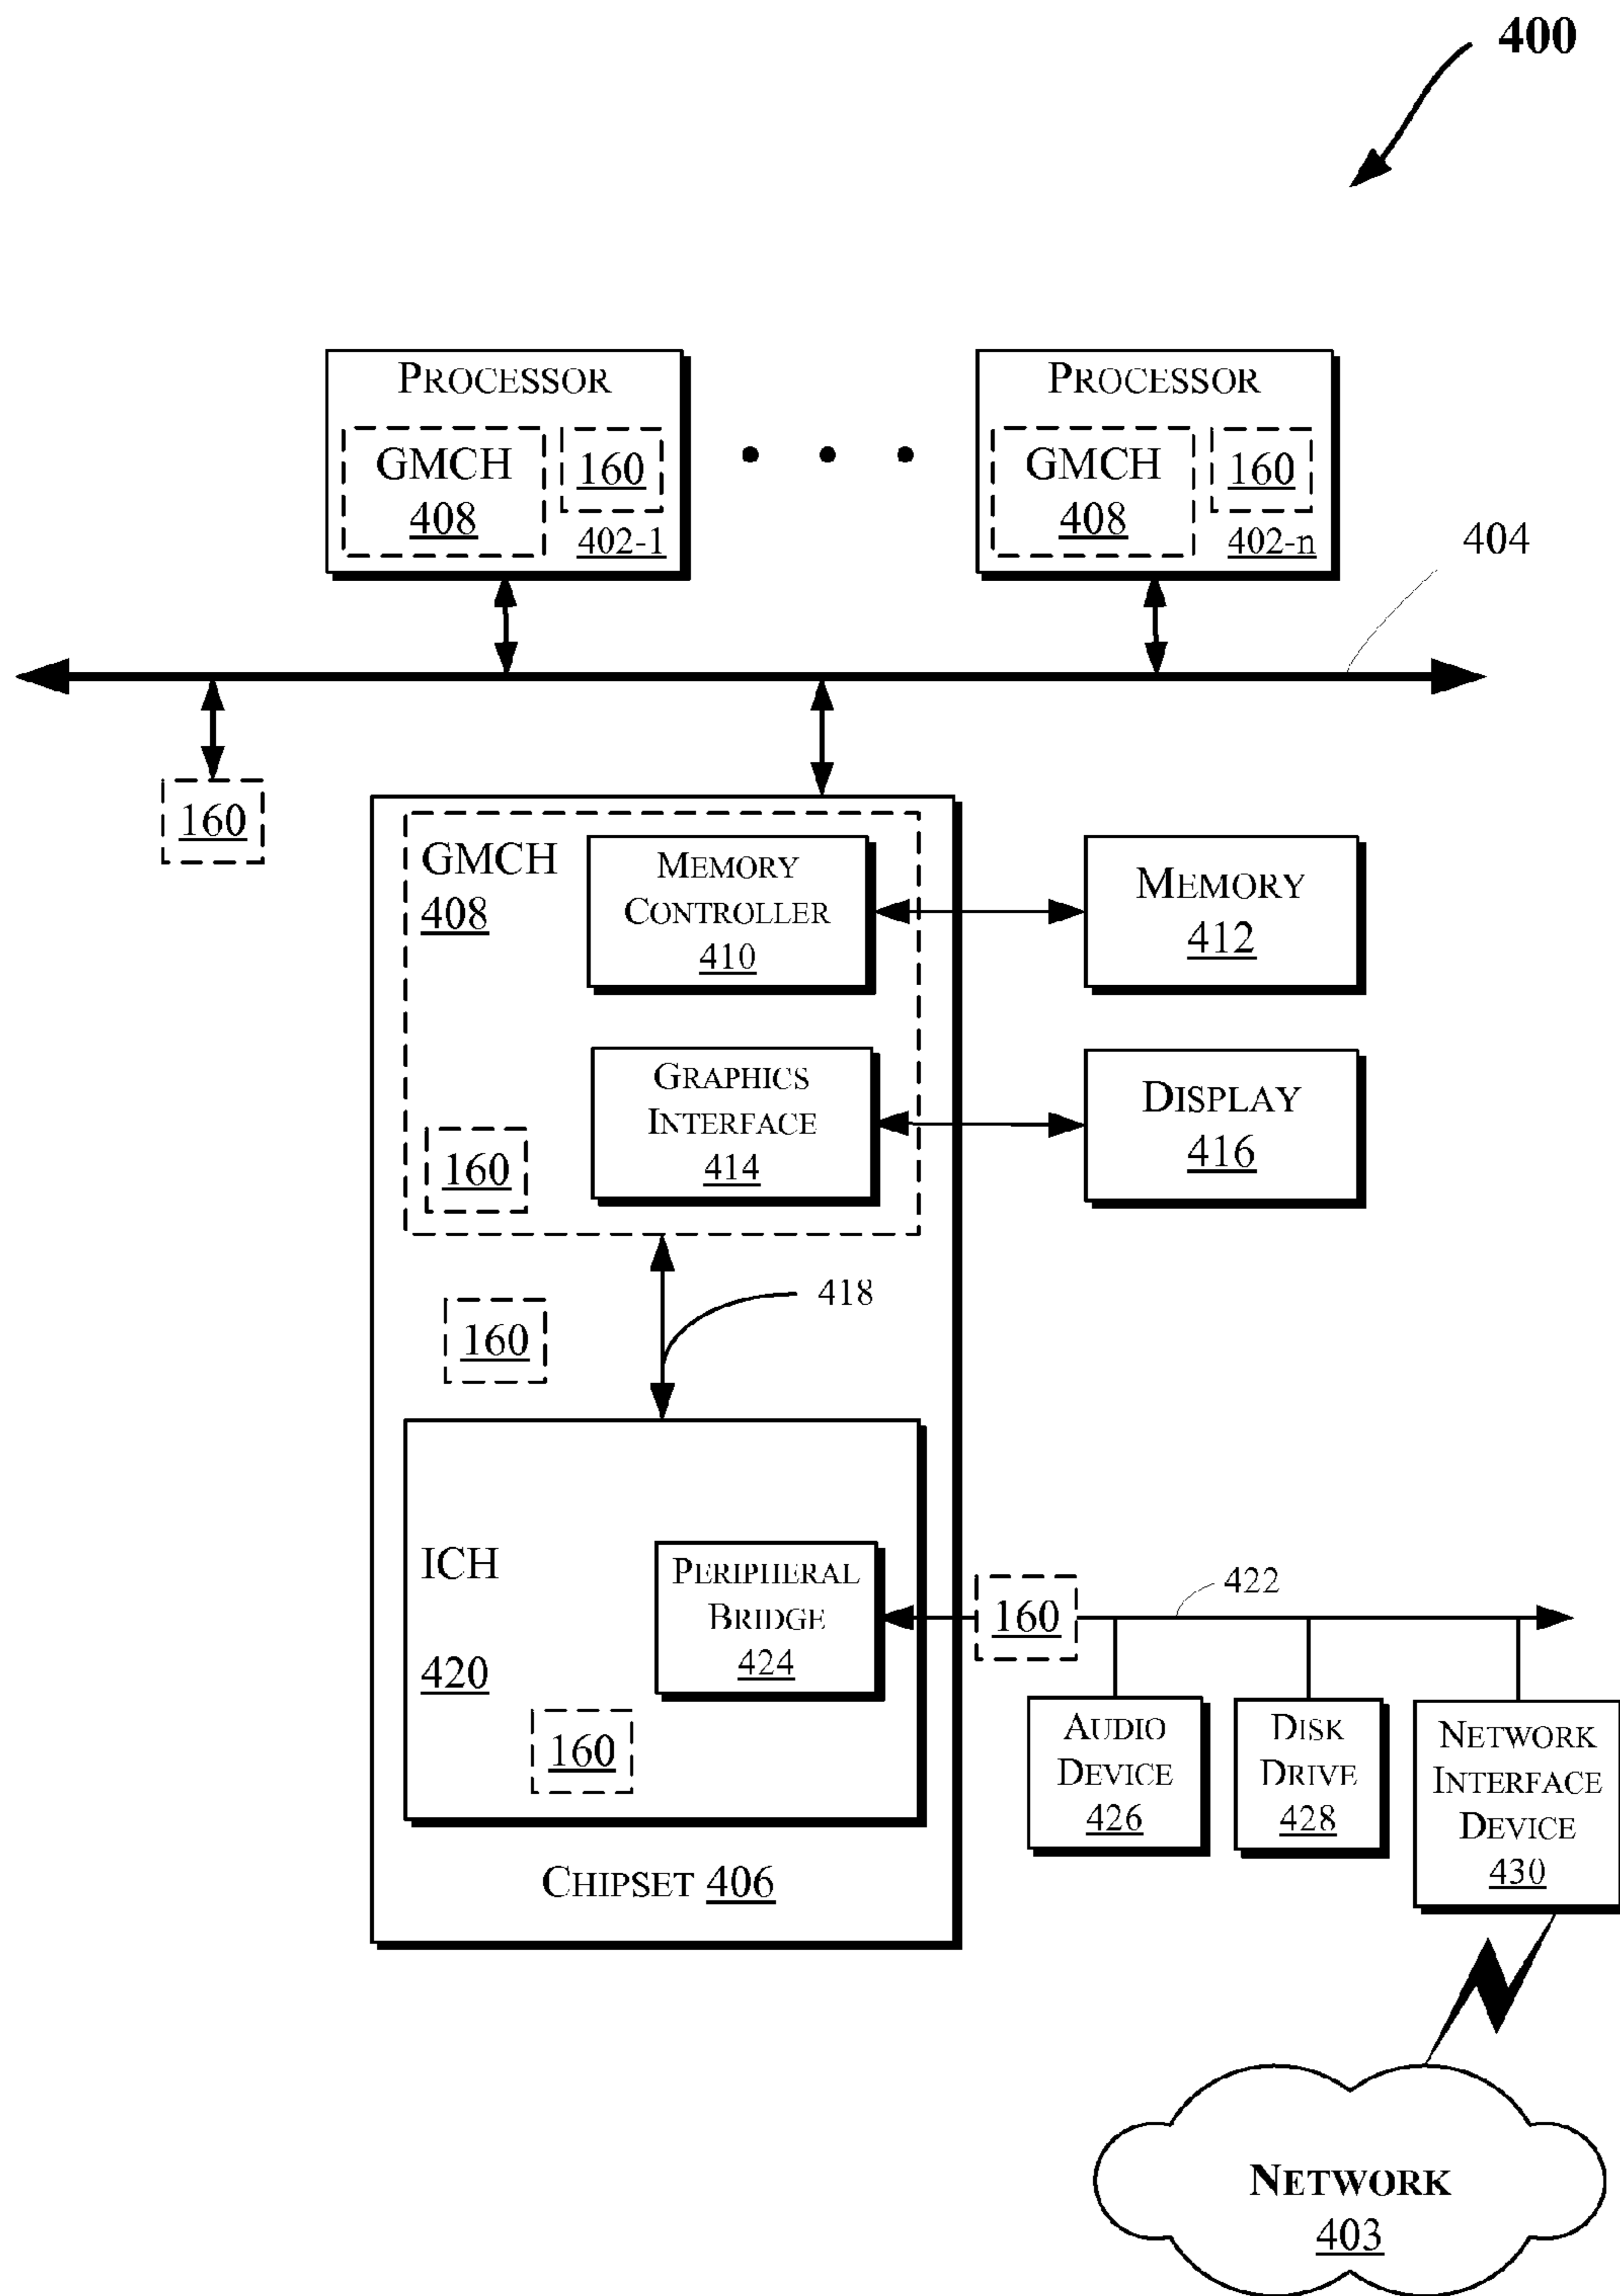 400
PROCESSOR
GMCH
408
160
402-1
PROCESSOR
GMCH
408
160
402-n
404
160
GMCH
408
MEMORY
CONTROLLER
410
MEMORY
412
GRAPHICS
INTERFACE
414
DISPLAY
416
160
418
160
ICH
420
PERIPHERAL
BRIDGE
424
160
422
160
AUDIO
DEVICE
426
DISK
DRIVE
428
NETWORK
INTERFACE
DEVICE
430
CHIPSET 406
NETWORK
403